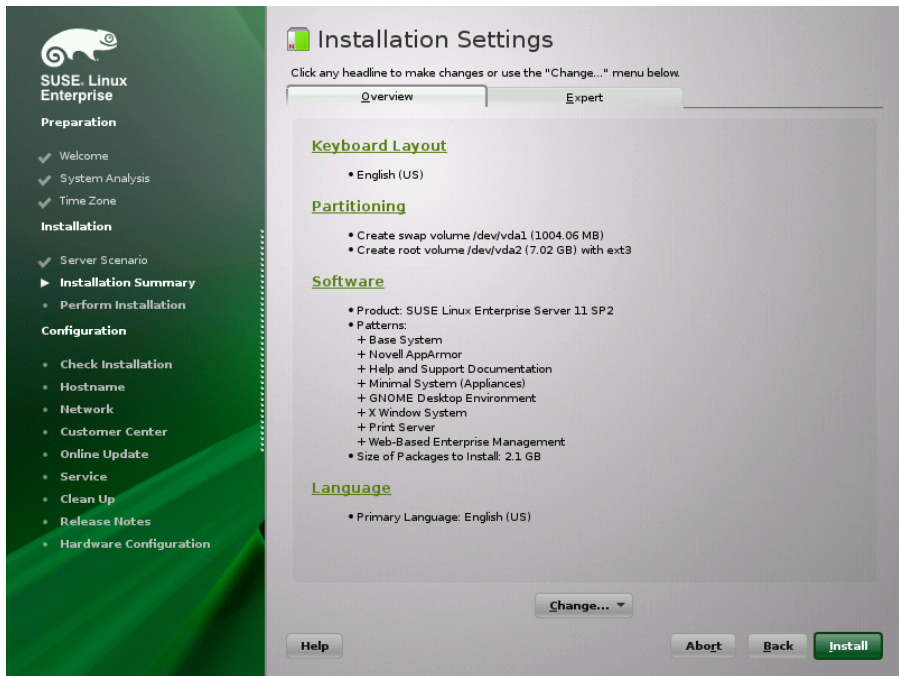 SUSE. Linux
Enterprise
Preparation
Welcome
System Analysis
Time Zone
Installation
Server Scenario
Installation Summary
Perform Installation
Configuration
Check Installation
Hostname
Network
Customer Center
Online Update
Service
Clean Up
Release Notes
Hardware Configuration
Installation Settings
Click any headline to make changes or use the "Change..." menu below.
Overview
Expert
Keyboard Layout
• English (US)
Partitioning
• Create swap volume /dev/vda1 (1004.06 MB)
• Create root volume /dev/vda2 (7.02 GB) with ext3
Software
• Product: SUSE Linux Enterprise Server 11 SP2
• Patterns:
+ Base System
+ Novell AppArmor
+ Help and Support Documentation
+ Minimal System (Appliances)
+ GNOME Desktop Environment
+ X Window System
+ Print Server
+ Web-Based Enterprise Management
• Size of Packages to Install: 2.1 GB
Language
• Primary Language: English (US)
Change...
Help
Abort
Back
Install